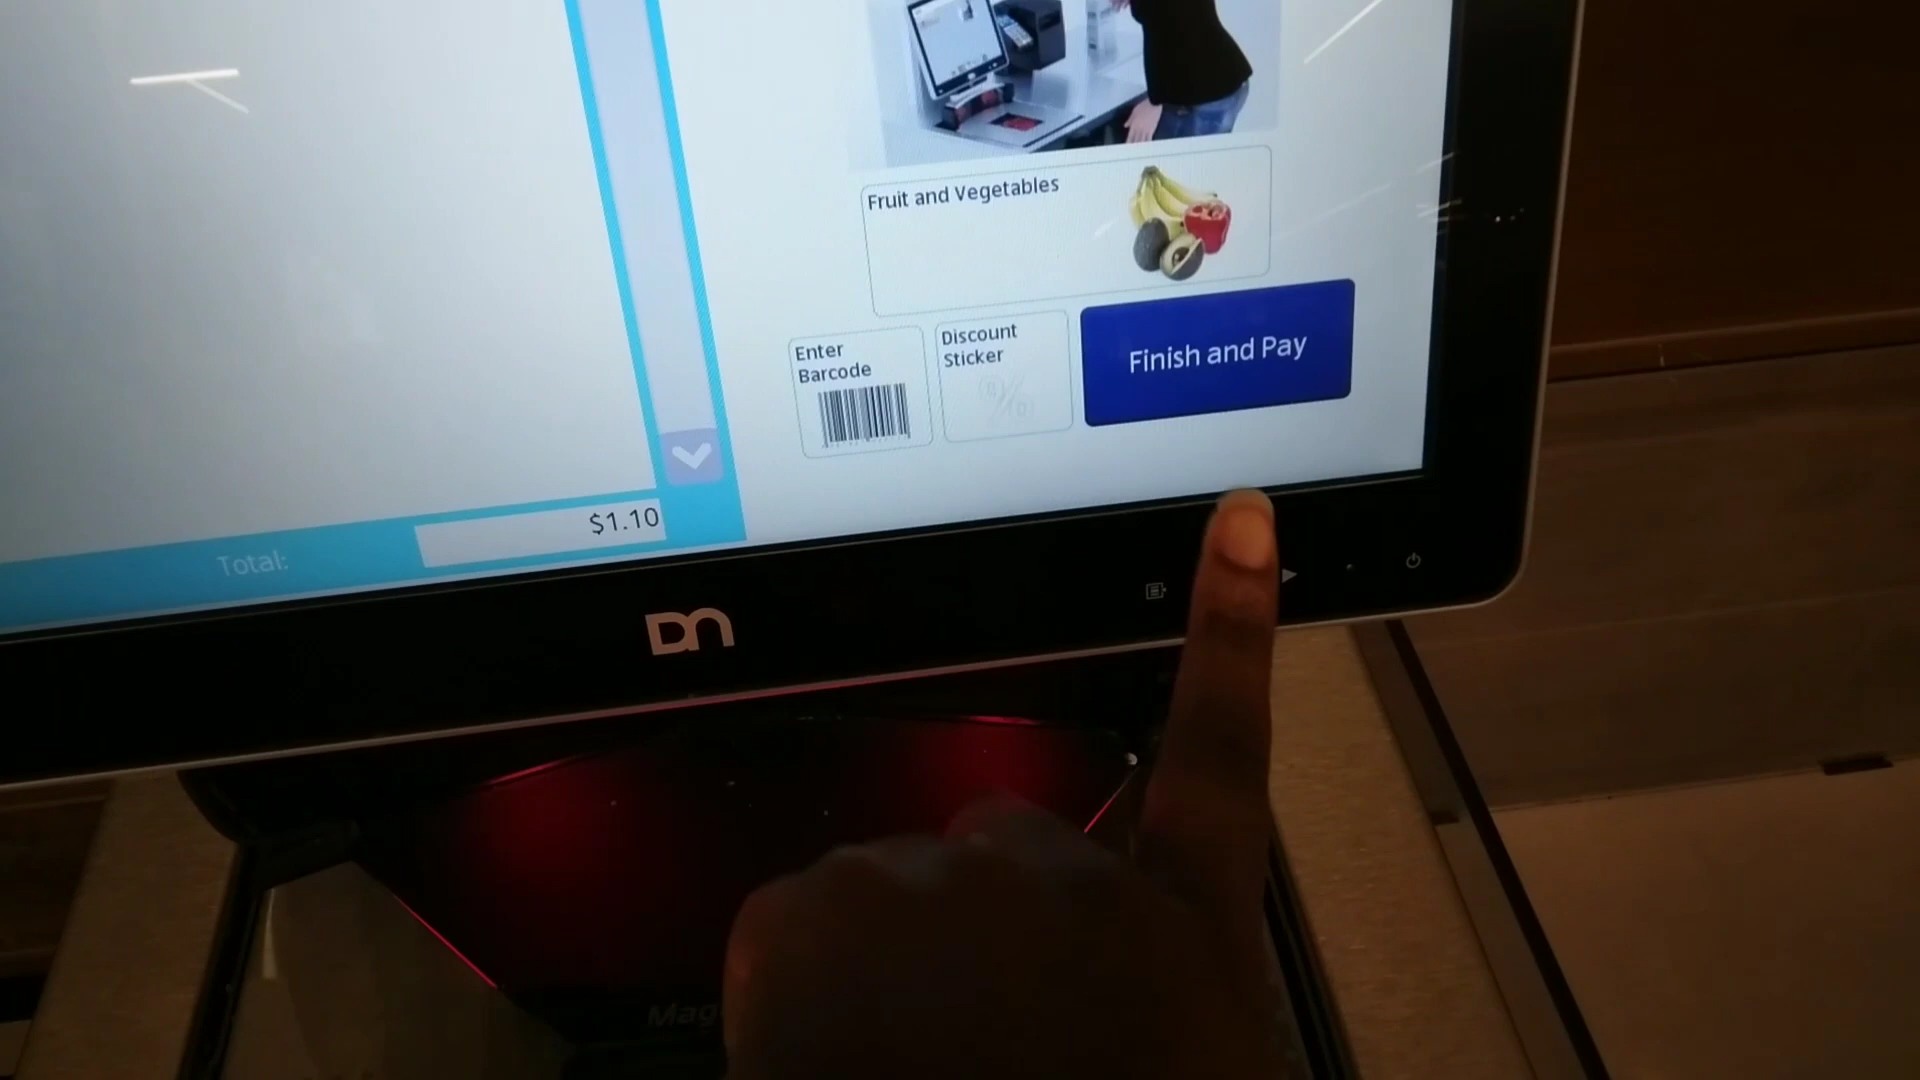 Fruit and Vegetables
Enter
Barcode
Discount
Sticker
%
Finish and Pay
Total:
$1.10
DN